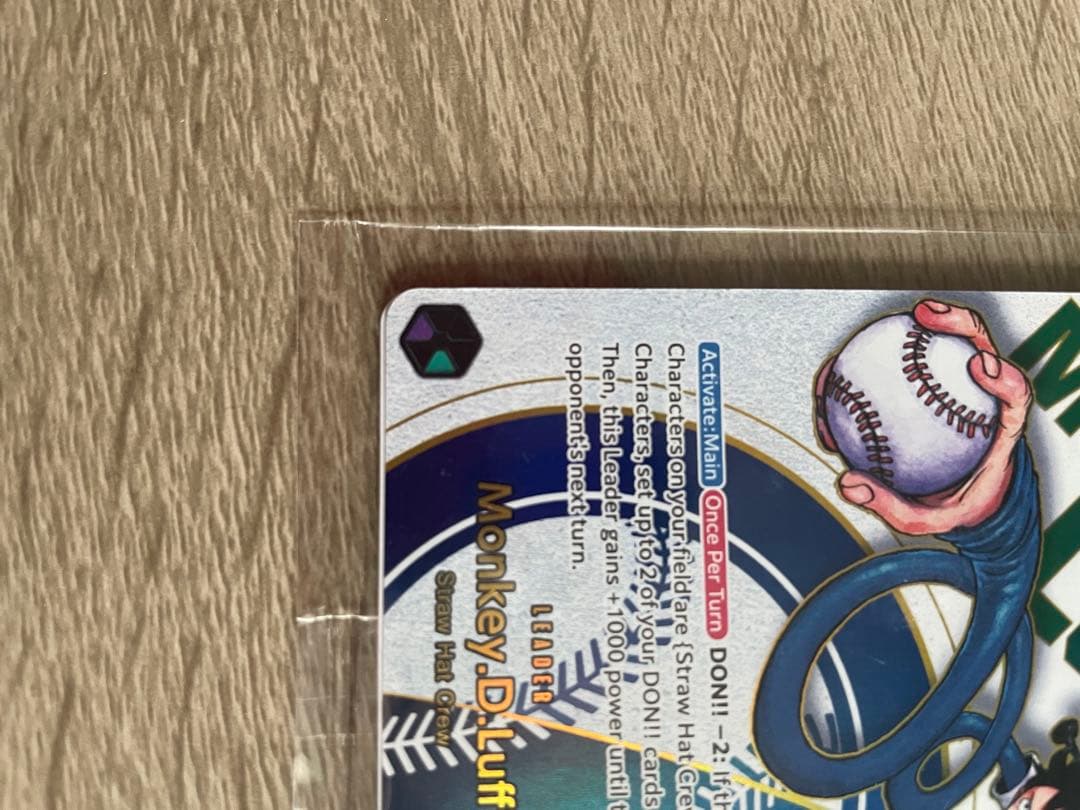 Activate:Main Once Per Turn DON!! −2: If
Characters on your field are {Straw Hat
Characters, set up to 2 of your DON!! cards
Then, this Leader gains +1000 power until
opponent's next turn.
LEADER
Monkey.D.Luff
Straw Hat Crew